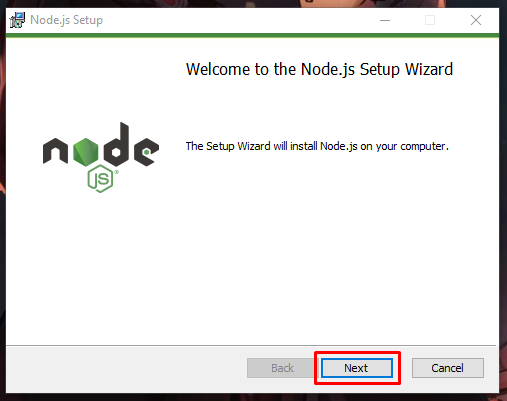 Node.js Setup
Welcome to the Node.js Setup Wizard
The Setup Wizard will install Node.js on your computer.
node
JS
Back
Next
Cancel